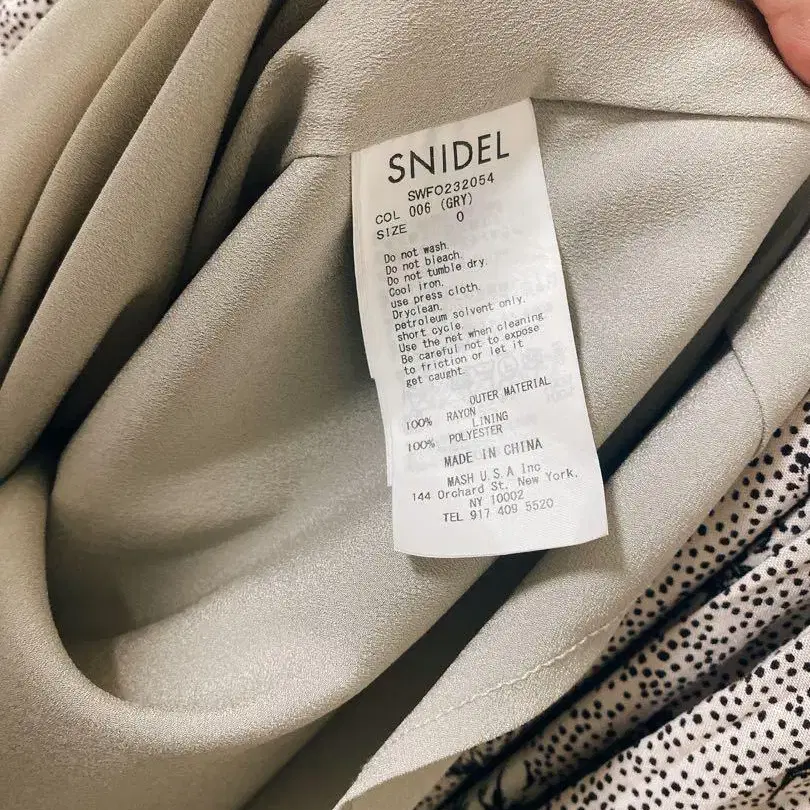 SNIDEL
SWFO232054
COL 006 (GRY)
SIZE 0
Do not wash.
Do not bleach.
Do not tumble dry.
Cool iron.
use press cloth.
Dryclean.
petroleum solvent only.
short cycle.
Use the net when cleaning
Be careful not to expose
to friction or let it
get caught.
OUTER MATERIAL
100% RAYON
LINING
100% POLYESTER
MADE IN CHINA
MASH U.S.A Inc
144 Orchard St. New York,
NY 10002
TEL 917 409 5520